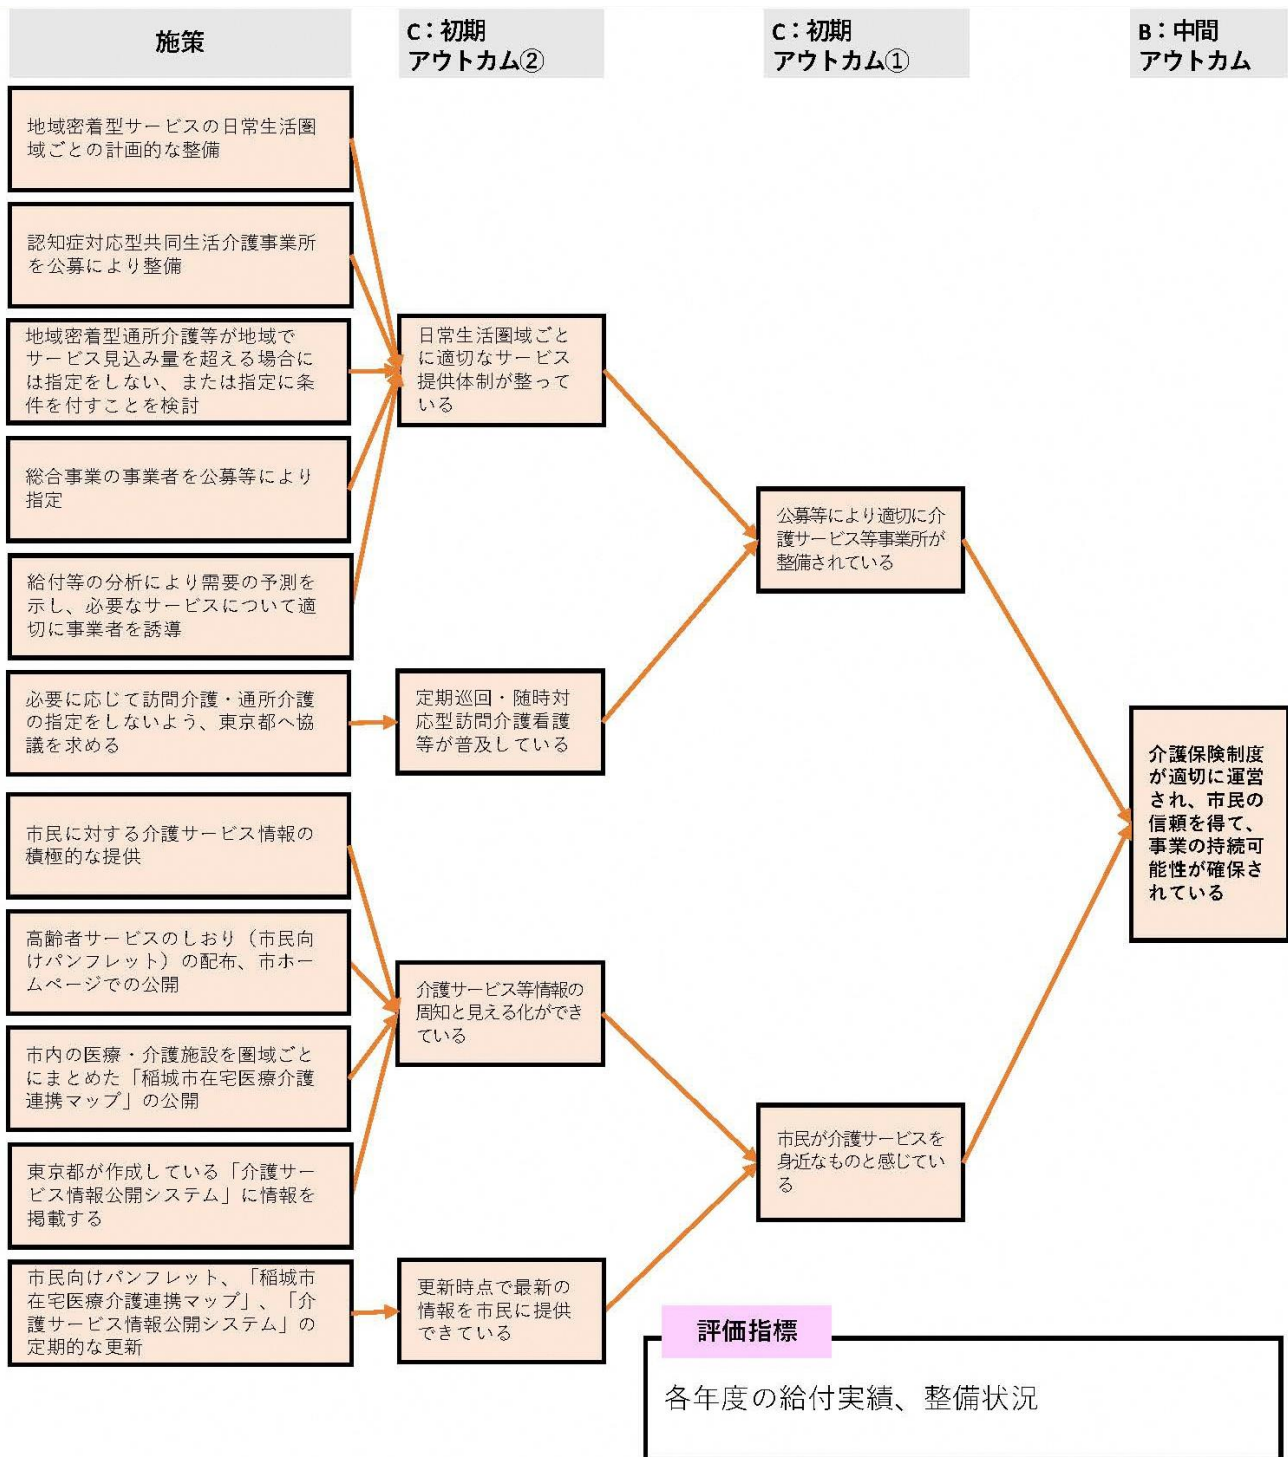 施策
C：初期
アウトカム②
C：初期
アウトカム①
B：中間
アウトカム
地域密着型サービスの日常生活圏
域ごとの計画的な整備
認知症対応型共同生活介護事業所
を公募により整備
地域密着型通所介護等が地域で
サービス見込み量を超える場合に
は指定をしない、または指定に条
件を付すことを検討
総合事業の事業者を公募等により
指定
給付等の分析により需要の予測を
示し、必要なサービスについて適
切に事業者を誘導
必要に応じて訪問介護・通所介護
の指定をしないよう、東京都へ協
議を求める
市民に対する介護サービス情報の
積極的な提供
高齢者サービスのしおり（市民向
けパンフレット）の配布、市ホー
ムページでの公開
市内の医療・介護施設を圏域ごと
にまとめた「稲城市在宅医療介護
連携マップ」の公開
東京都が作成している「介護サー
ビス情報公開システム」に情報を
掲載する
市民向けパンフレット、「稲城市
在宅医療介護連携マップ」、「介
護サービス情報公開システム」の
定期的な更新
日常生活圏域ごと
に適切なサービス
提供体制が整って
いる
定期巡回・随時対
応型訪問介護看護
等が普及している
介護サービス等情報の
周知と見える化ができ
ている
更新時点で最新の
情報を市民に提供
できている
公募等により適切に介
護サービス等事業所が
整備されている
市民が介護サービスを
身近なものと感じてい
る
介護保険制度
が適切に運営
され、市民の
信頼を得て、
事業の持続可
能性が確保さ
れている
評価指標
各年度の給付実績、整備状況